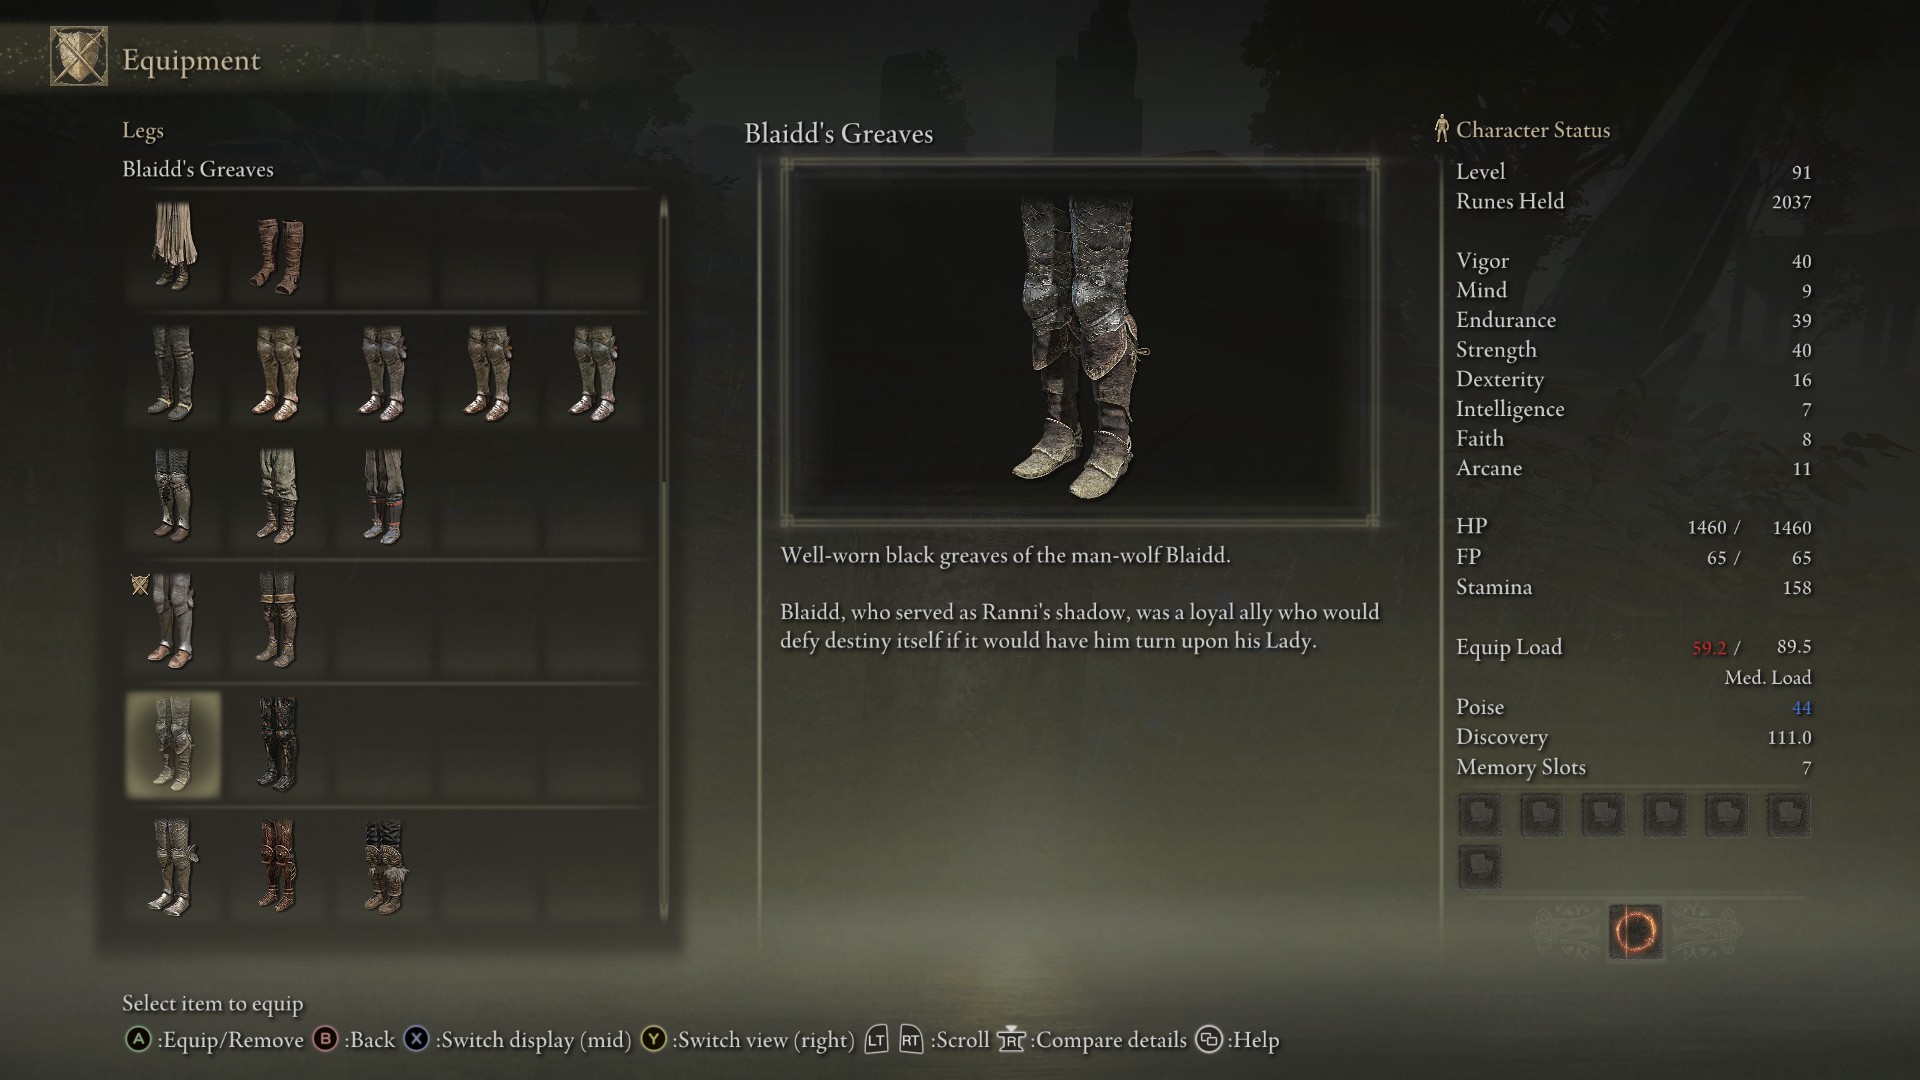 Equipment
Legs
Blaidd's Greaves
Blaidd's Greaves
Well-worn black greaves of the man-wolf Blaidd.
Blaidd, who served as Ranni's shadow, was a loyal ally who would
defy destiny itself if it would have him turn upon his Lady.
Character Status
Level 91
Runes Held 2037
Vigor 40
Mind 9
Endurance 39
Strength 40
Dexterity 16
Intelligence 7
Faith 8
Arcane 11
HP 1460 / 1460
FP 65 / 65
Stamina 158
Equip Load 59.2 / 89.5
Med. Load
Poise 44
Discovery 111.0
Memory Slots 7
Select item to equip
A :Equip/Remove B :Back X :Switch display (mid) Y :Switch view (right) LT RT :Scroll R :Compare details :Help